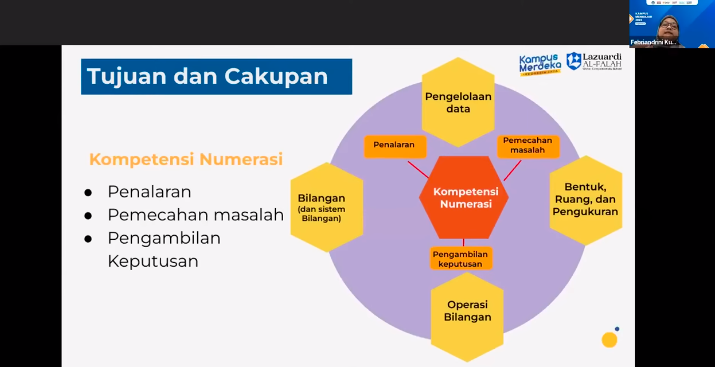 Febriandrini Ku...
Tujuan dan Cakupan
Kampus
Merdeka
Lazuardi
AL-FALAH
Kompetensi Numerasi
● Penalaran
● Pemecahan masalah
● Pengambilan
Keputusan
Pengelolaan
data
Penalaran
Pemecahan
masalah
Kompetensi
Numerasi
Bilangan
(dan sistem
Bilangan)
Bentuk,
Ruang, dan
Pengukuran
Pengambilan
keputusan
Operasi
Bilangan